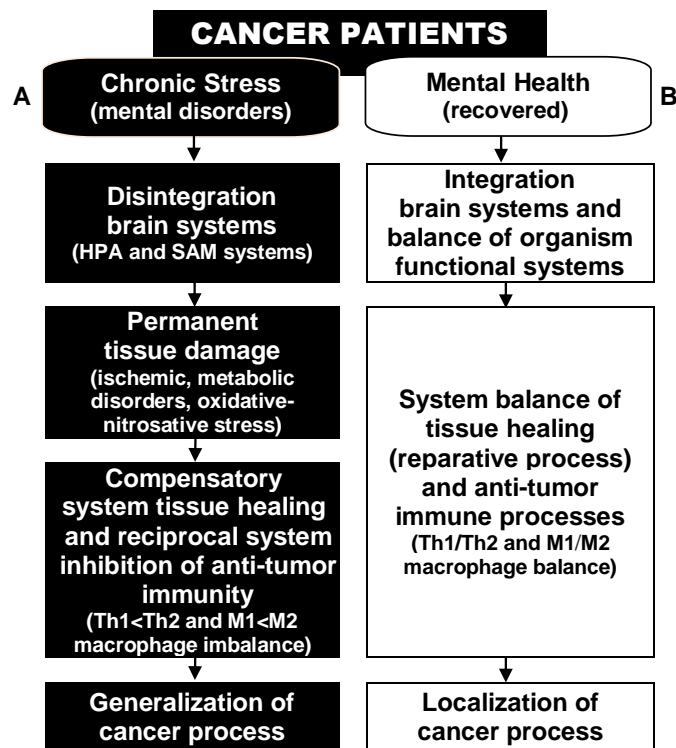 CANCER PATIENTS
A
Chronic Stress
(mental disorders)
Disintegration
brain systems
(HPA and SAM systems)
Permanent
tissue damage
(ischemic, metabolic
disorders, oxidative-
nitrosative stress)
Compensatory
system tissue healing
and reciprocal system
inhibition of anti-tumor
immunity
(Th1<Th2 and M1<M2
macrophage imbalance)
Generalization of
cancer process
Mental Health
(recovered)
B
Integration
brain systems and
balance of organism
functional systems
System balance of
tissue healing
(reparative process)
and anti-tumor
immune processes
(Th1/Th2 and M1/M2
macrophage balance)
Localization of
cancer process